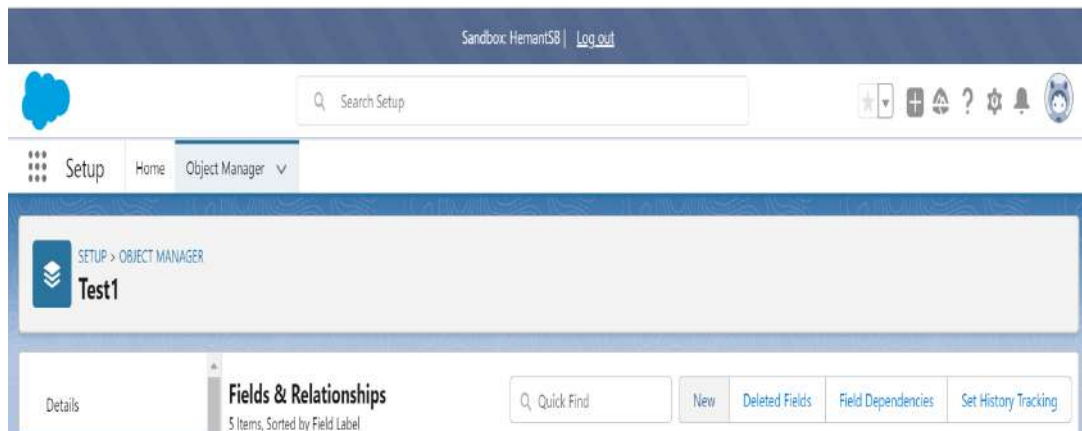 Sandbox: HemantSB | Log out
Search Setup
Setup Home Object Manager
SETUP > OBJECT MANAGER
Test1
Details
Fields & Relationships
5 Items, Sorted by Field Label
Quick Find New Deleted Fields Field Dependencies Set History Tracking